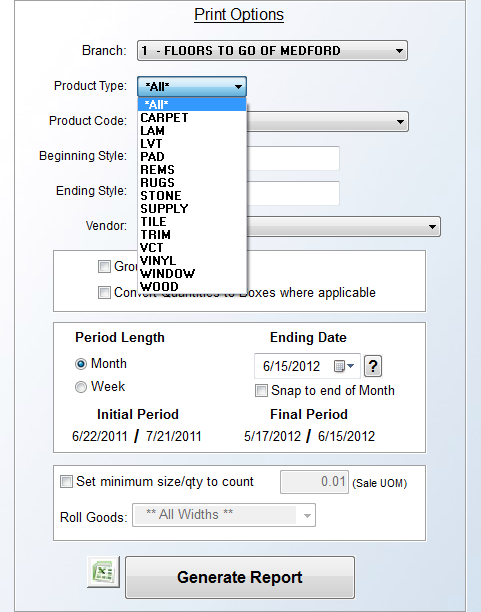 Print Options
Branch: 1 - FLOORS TO GO OF MEDFORD
Product Type: *All*
*All*
Product Code: CARPET
LAM
LVT
Beginning Style: PAD
REMS
RUGS
Ending Style: STONE
SUPPLY
TILE
Vendor: TRIM
VCT
VINYL
WINDOW
WOOD
Convert Quantities to Boxes where applicable
Period Length Ending Date
Month 6/15/2012 ?
Week Snap to end of Month
Initial Period Final Period
6/22/2011 / 7/21/2011 5/17/2012 / 6/15/2012
Set minimum size/qty to count 0.01 (Sale UOM)
Roll Goods: ** All Widths **
Generate Report